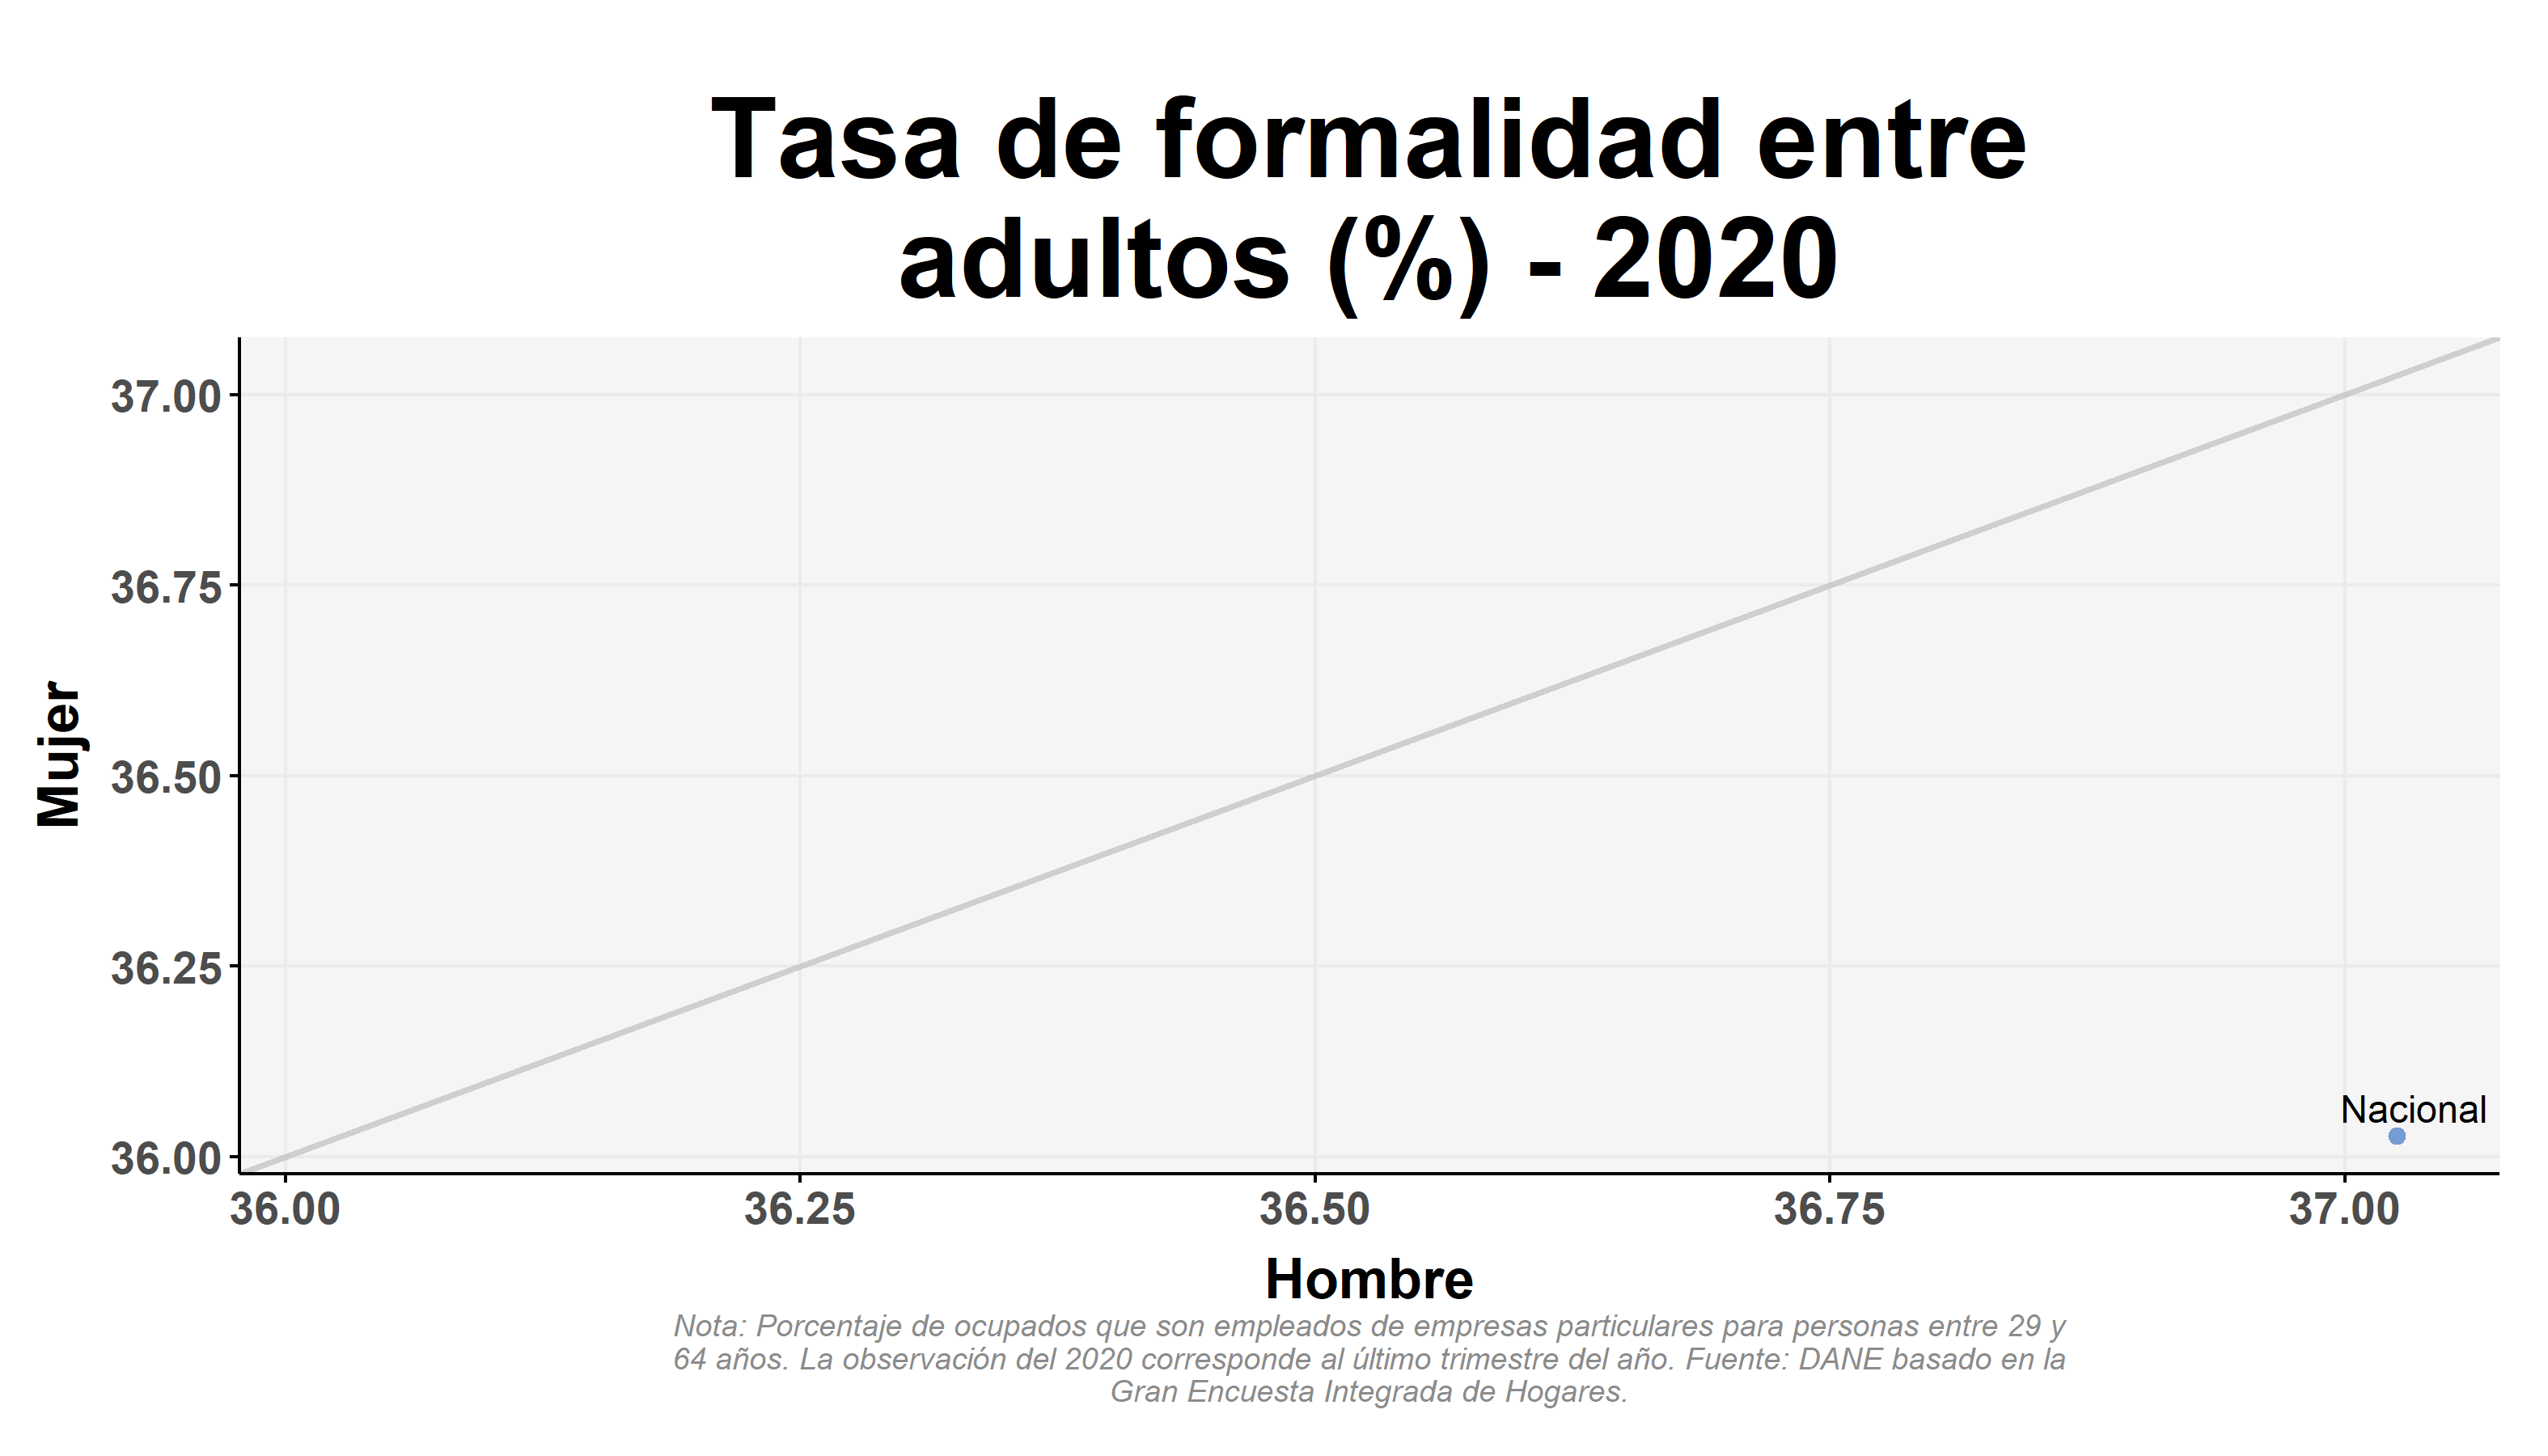 Tasa de formalidad entre
adultos (%) - 2020
37.00
36.75
36.50
36.25
36.00
Mujer
Nacional
36.00
36.25
36.50
36.75
37.00
Hombre
Nota: Porcentaje de ocupados que son empleados de empresas particulares para personas entre 29 y
64 años. La observación del 2020 corresponde al último trimestre del año. Fuente: DANE basado en la
Gran Encuesta Integrada de Hogares.